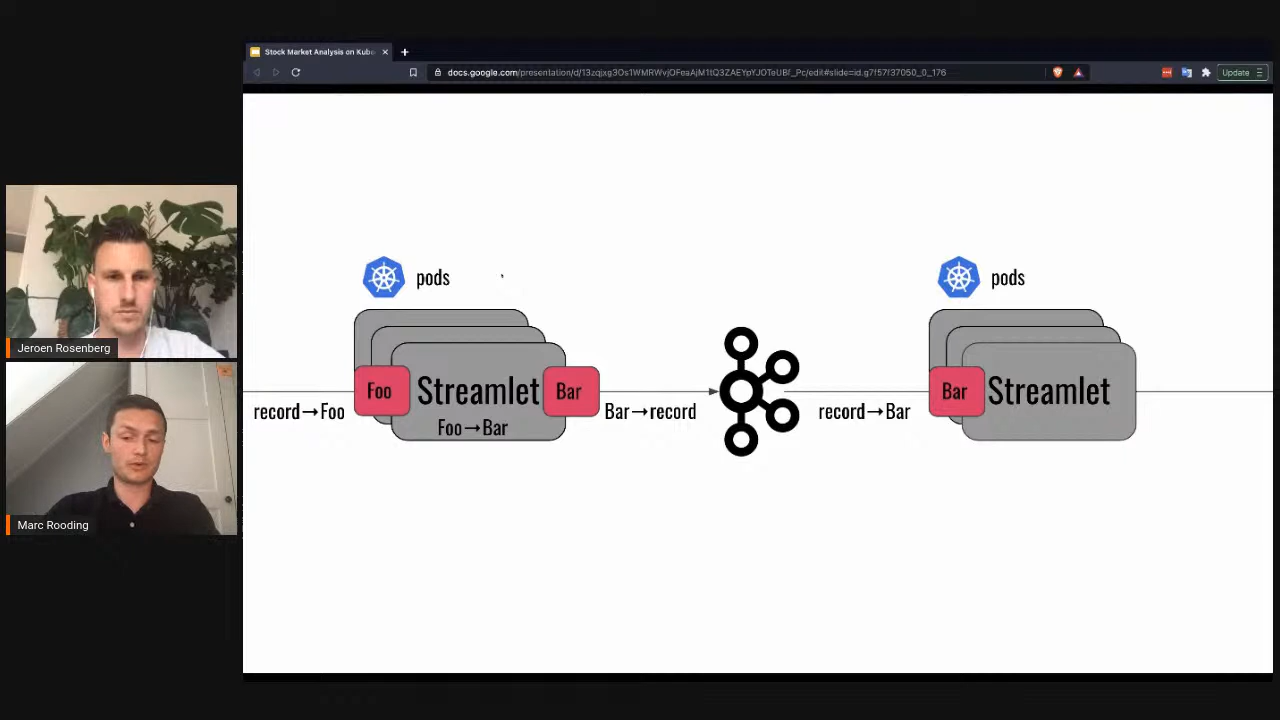 Stock Market Analysis on Kube
docs.google.com/presentation/d/13zqjxg3Os1WMRWvjOFeaAjM1tQ3ZAEYpYJOTeUBf_Pc/edit#slide=id.g7f57f37050_0_176
Update
pods
pods
Foo
Streamlet
Bar
Foo→Bar
record→Foo
Bar→record
record→Bar
Bar
Streamlet
Jeroen Rosenberg
Marc Rooding